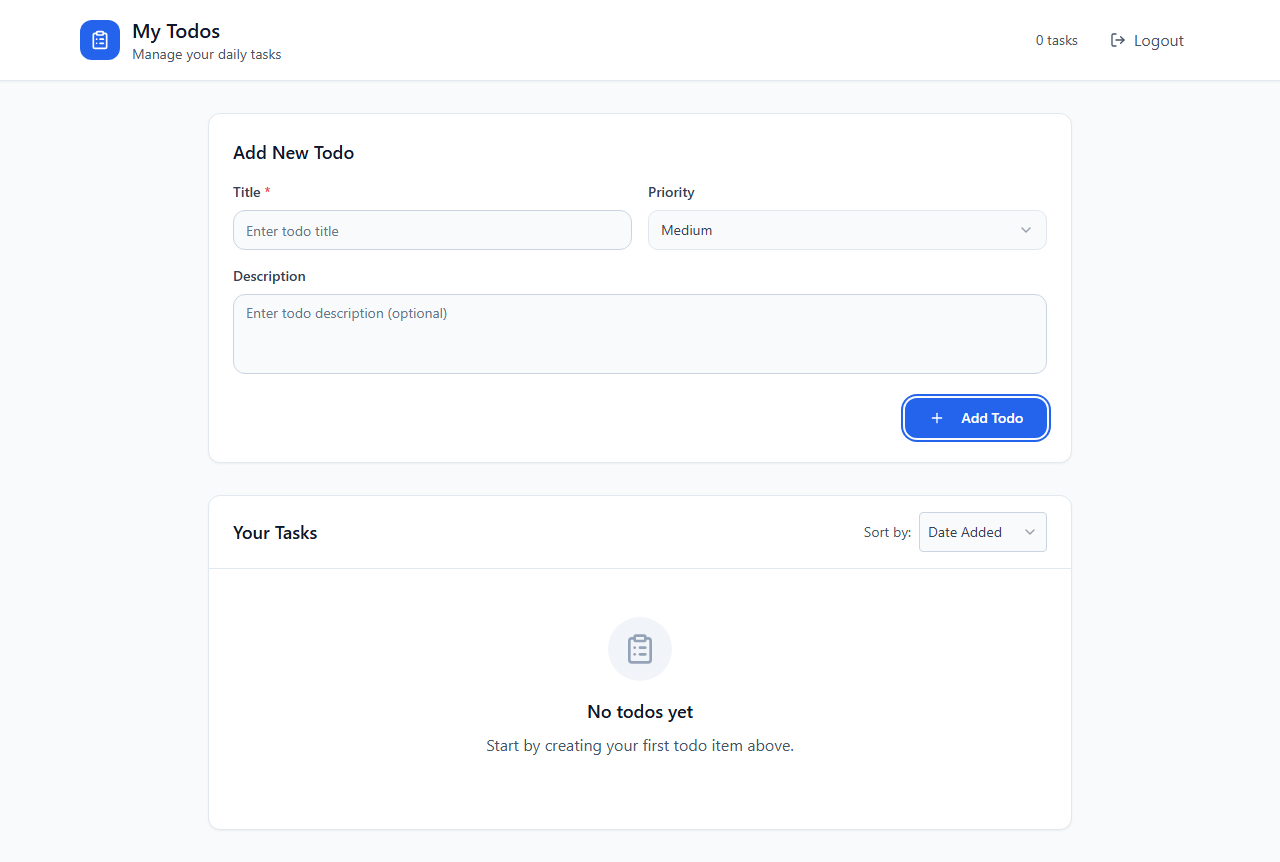 My Todos
Manage your daily tasks
0 tasks
Logout
Add New Todo
Title *
Priority
Enter todo title
Medium
Description
Enter todo description (optional)
Add Todo
Your Tasks
Sort by:
Date Added
No todos yet
Start by creating your first todo item above.